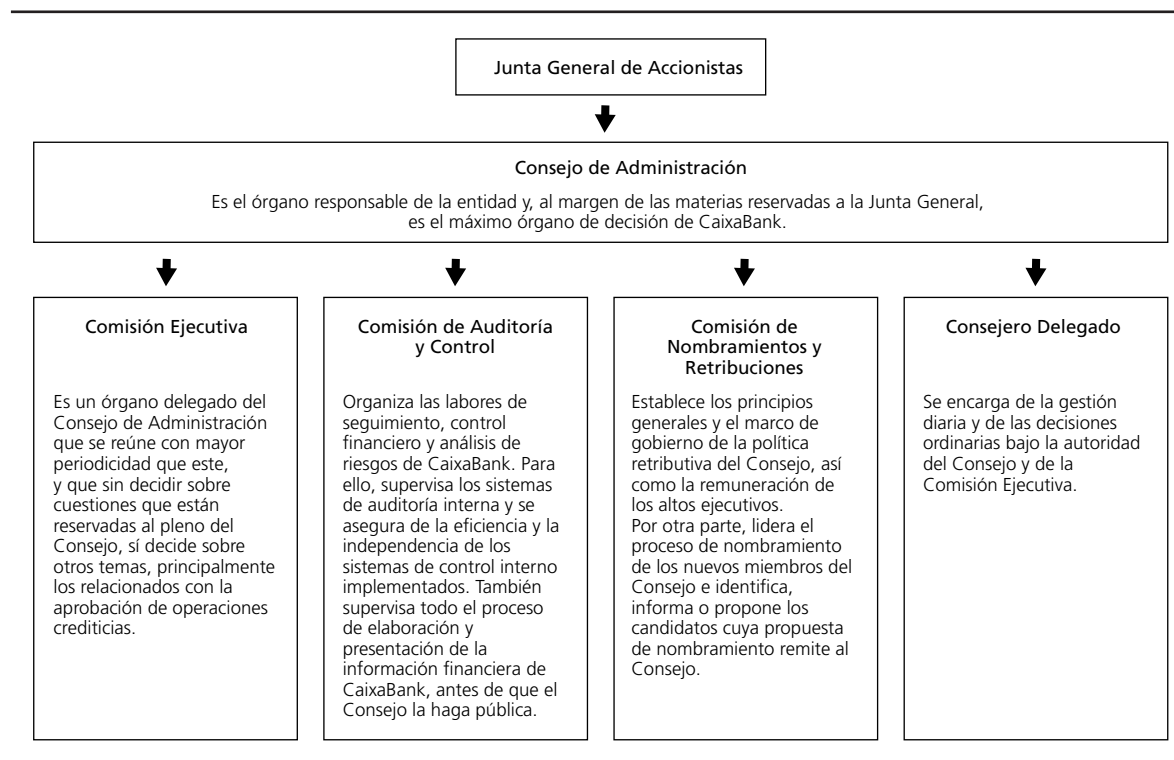 Junta General de Accionistas
Consejo de Administración
Es el órgano responsable de la entidad y, al margen de las materias reservadas a la Junta General,
es el máximo órgano de decisión de CaixaBank.
Comisión Ejecutiva
Es un órgano delegado del
Consejo de Administración
que se reúne con mayor
periodicidad que este,
y que sin decidir sobre
cuestiones que están
reservadas al pleno del
Consejo, sí decide sobre
otros temas, principalmente
los relacionados con la
aprobación de operaciones
crediticias.
Comisión de Auditoría
y Control
Organiza las labores de
seguimiento, control
financiero y análisis de
riesgos de CaixaBank. Para
ello, supervisa los sistemas
de auditoría interna y se
asegura de la eficiencia y la
independencia de los
sistemas de control interno
implementados. También
supervisa todo el proceso
de elaboración y
presentación de la
información financiera de
CaixaBank, antes de que el
Consejo la haga pública.
Comisión de
Nombramientos y
Retribuciones
Establece los principios
generales y el marco de
gobierno de la política
retributiva del Consejo, así
como la remuneración de
los altos ejecutivos.
Por otra parte, lidera el
proceso de nombramiento
de los nuevos miembros del
Consejo e identifica,
informa o propone los
candidatos cuya propuesta
de nombramiento remite al
Consejo.
Consejero Delegado
Se encarga de la gestión
diaria y de las decisiones
ordinarias bajo la autoridad
del Consejo y de la
Comisión Ejecutiva.